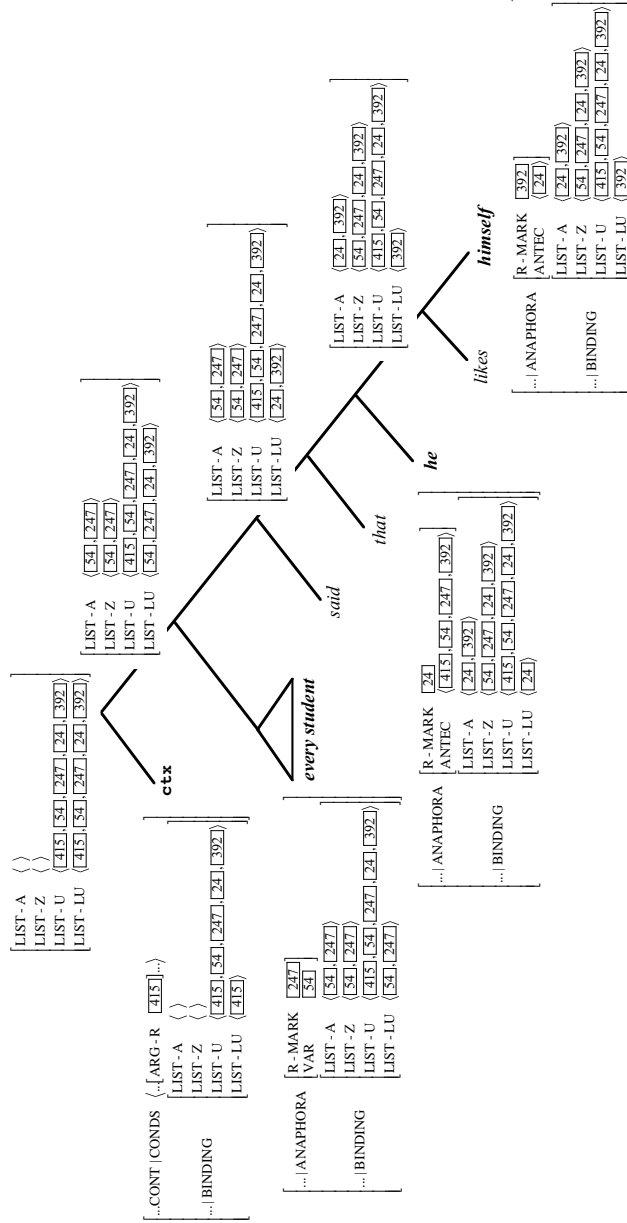 LIST-A ⟨⟩
LIST-Z ⟨⟩
LIST-U ⟨415, 54, 247, 24, 392⟩
LIST-LU ⟨415, 54, 247, 24, 392⟩
LIST-A ⟨54, 247⟩
LIST-Z ⟨54, 247⟩
LIST-U ⟨415, 54, 247, 24, 392⟩
LIST-LU ⟨54, 247, 24, 392⟩
...CONT|CONDS ⟨...[ARG-R 415]...⟩
LIST-A ⟨⟩
LIST-Z ⟨⟩
...|BINDING
LIST-U ⟨415, 54, 247, 24, 392⟩
LIST-LU ⟨415⟩
ctx
LIST-A ⟨54, 247⟩
LIST-Z ⟨54, 247⟩
LIST-U ⟨415, 54, 247, 24, 392⟩
LIST-LU ⟨24, 392⟩
...|ANAPHORA
R-MARK 247
VAR 54
LIST-A ⟨54, 247⟩
LIST-Z ⟨54, 247⟩
...|BINDING
LIST-U ⟨415, 54, 247, 24, 392⟩
LIST-LU ⟨54, 247⟩
every student
said
LIST-A ⟨24, 392⟩
LIST-Z ⟨54, 247, 24, 392⟩
LIST-U ⟨415, 54, 247, 24, 392⟩
LIST-LU ⟨392⟩
that
...|ANAPHORA
R-MARK 24
ANTEC ⟨415, 54, 247, 392⟩
LIST-A ⟨24, 392⟩
LIST-Z ⟨54, 247, 24, 392⟩
...|BINDING
LIST-U ⟨415, 54, 247, 24, 392⟩
LIST-LU ⟨24⟩
he
likes
himself
...|ANAPHORA
R-MARK 392
ANTEC ⟨24⟩
LIST-A ⟨24, 392⟩
LIST-Z ⟨54, 247, 24, 392⟩
...|BINDING
LIST-U ⟨415, 54, 247, 24, 392⟩
LIST-LU ⟨392⟩